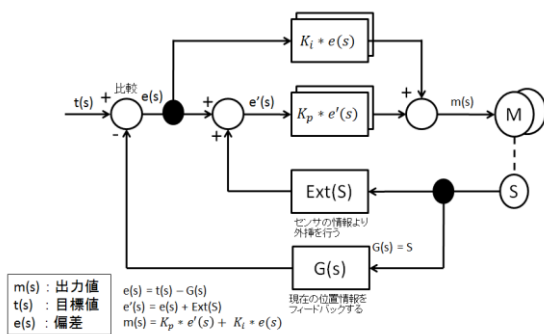 K_i * e(s)
比較
t(s)
+
e(s)
-
+
+
e'(s)
K_p * e'(s)
+
m(s)
M
Ext(S)
S
センサの情報より
外挿を行う
G(s) = S
G(s)
現在の位置情報を
フィードバックする
m(s) : 出力値
t(s) : 目標値
e(s) : 偏差
e(s) = t(s) - G(s)
e'(s) = e(s) + Ext(S)
m(s) = K_p * e'(s) + K_i * e(s)